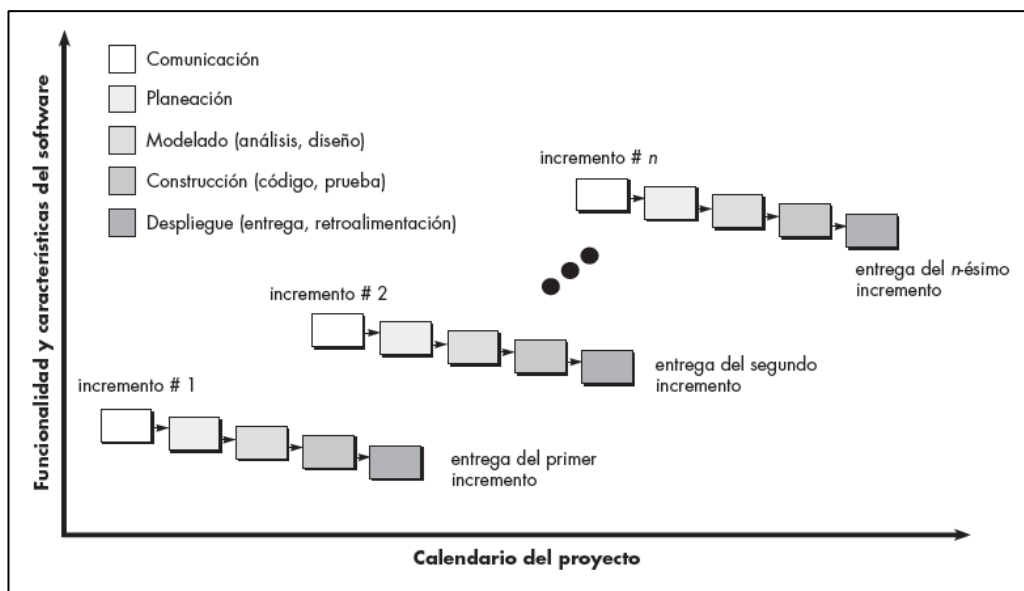 Funcionalidad y características del software
Comunicación
Planeación
Modelado (análisis, diseño)
Construcción (código, prueba)
Despliegue (entrega, retroalimentación)
incremento # n
entrega del n-ésimo
incremento
incremento # 2
entrega del segundo
incremento
incremento # 1
entrega del primer
incremento
Calendario del proyecto